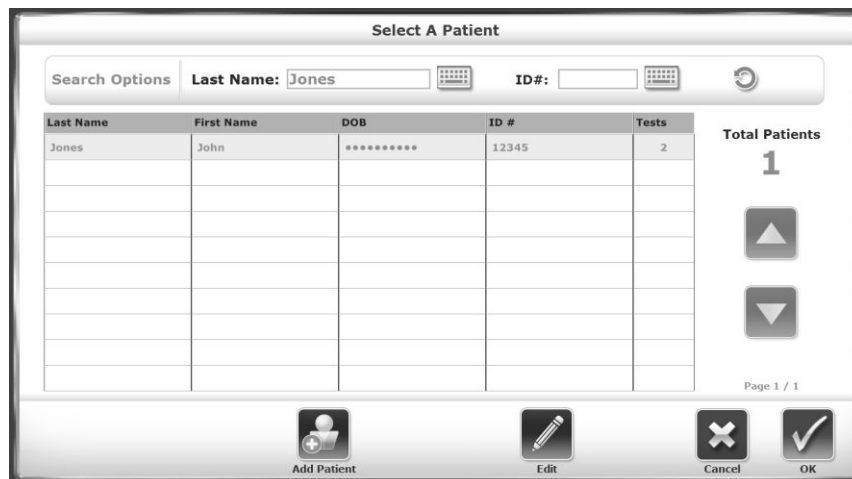 Select A Patient
Search Options Last Name: Jones ID#:
Last Name First Name DOB ID # Tests
Jones John •••••••••• 12345 2
Total Patients
1
Page 1 / 1
Add Patient Edit Cancel OK